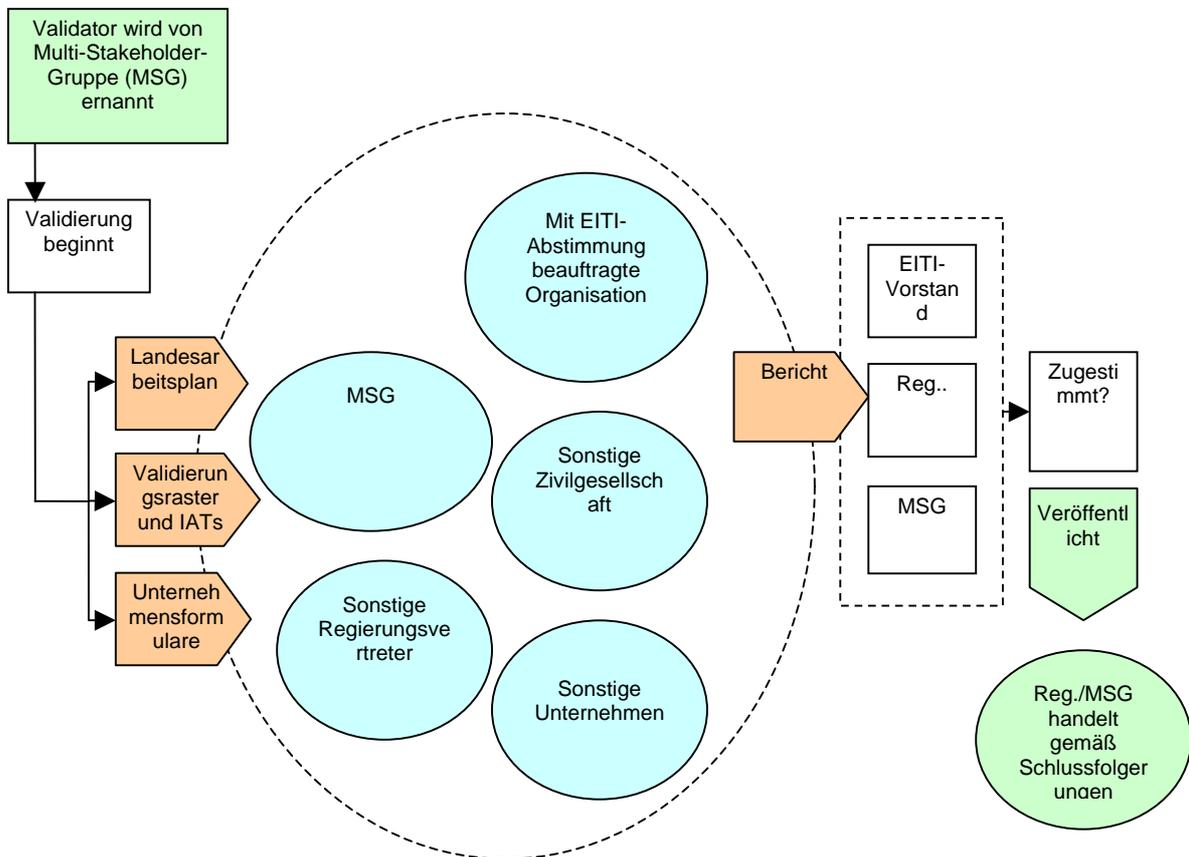 Validator wird von
Multi-Stakeholder-
Gruppe (MSG)
ernannt
Validierung
beginnt
Landesar
beitsplan
Validierun
gsraster
und IATs
Unterneh
mensform
ulare
Mit EITI-
Abstimmung
beauftragte
Organisation
MSG
Sonstige
Zivilgesellsch
aft
Sonstige
Regierungsve
rtreter
Sonstige
Unternehmen
Bericht
EITI-
Vorstan
d
Reg..
MSG
Zugesti
mmt?
Veröffentl
icht
Reg./MSG
handelt
gemäß
Schlussfolger
ungen